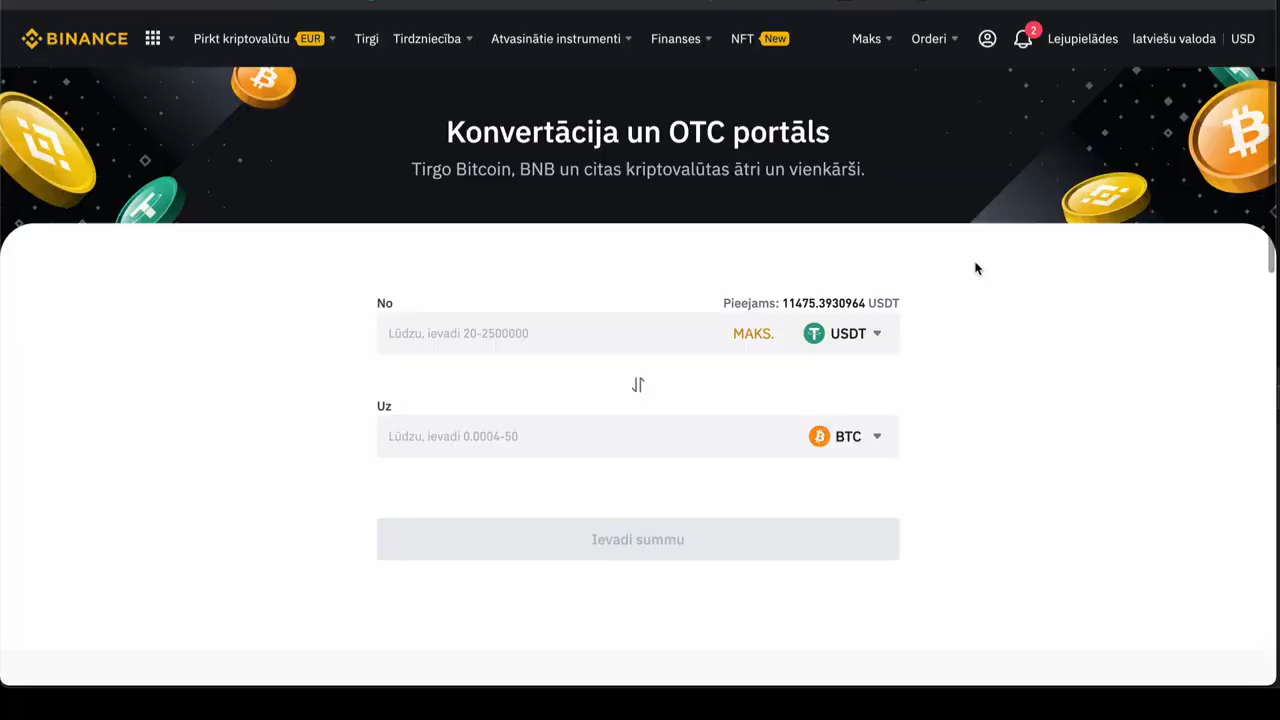 BINANCE Pirkt kriptovalūtu EUR Tirgi Tirdzniecība Atvasinātie instrumenti Finanses NFT New Maks Orderi 2 Lejupielādes latviešu valoda USD
Konvertācija un OTC portāls
Tirgo Bitcoin, BNB un citas kriptovalūtas ātri un vienkārši.
No Pieejams: 11475.3930964 USDT
Lūdzu, ievadi 20-2500000 MAKS. USDT
Uz
Lūdzu, ievadi 0.0004-50 BTC
Ievadi summu